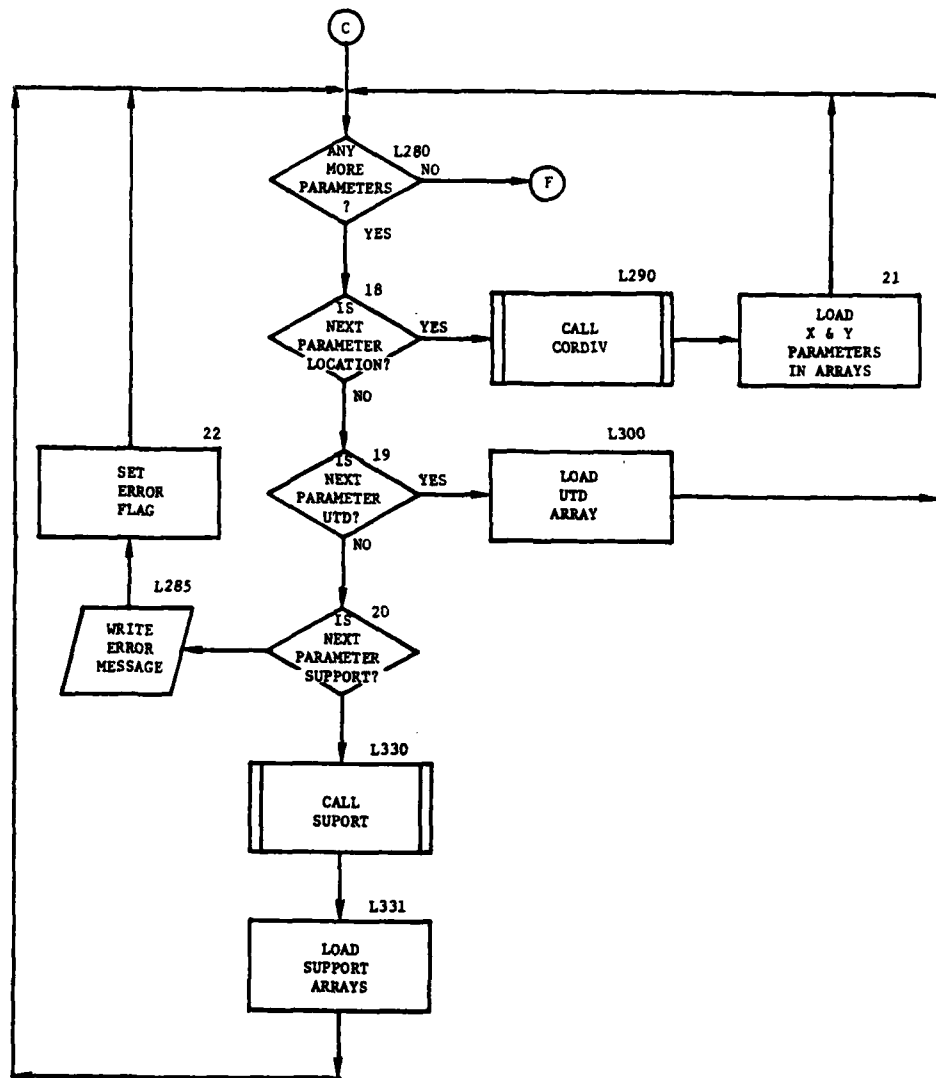 C
ANY
MORE
PARAMETERS
?
L280
NO
F
YES
18
IS
NEXT
PARAMETER
LOCATION?
YES
L290
CALL
CORDIV
21
LOAD
X & Y
PARAMETERS
IN ARRAYS
NO
22
SET
ERROR
FLAG
19
IS
NEXT
PARAMETER
UTD?
YES
L300
LOAD
UTD
ARRAY
NO
L285
WRITE
ERROR
MESSAGE
20
IS
NEXT
PARAMETER
SUPPORT?
L330
CALL
SUPORT
L331
LOAD
SUPPORT
ARRAYS